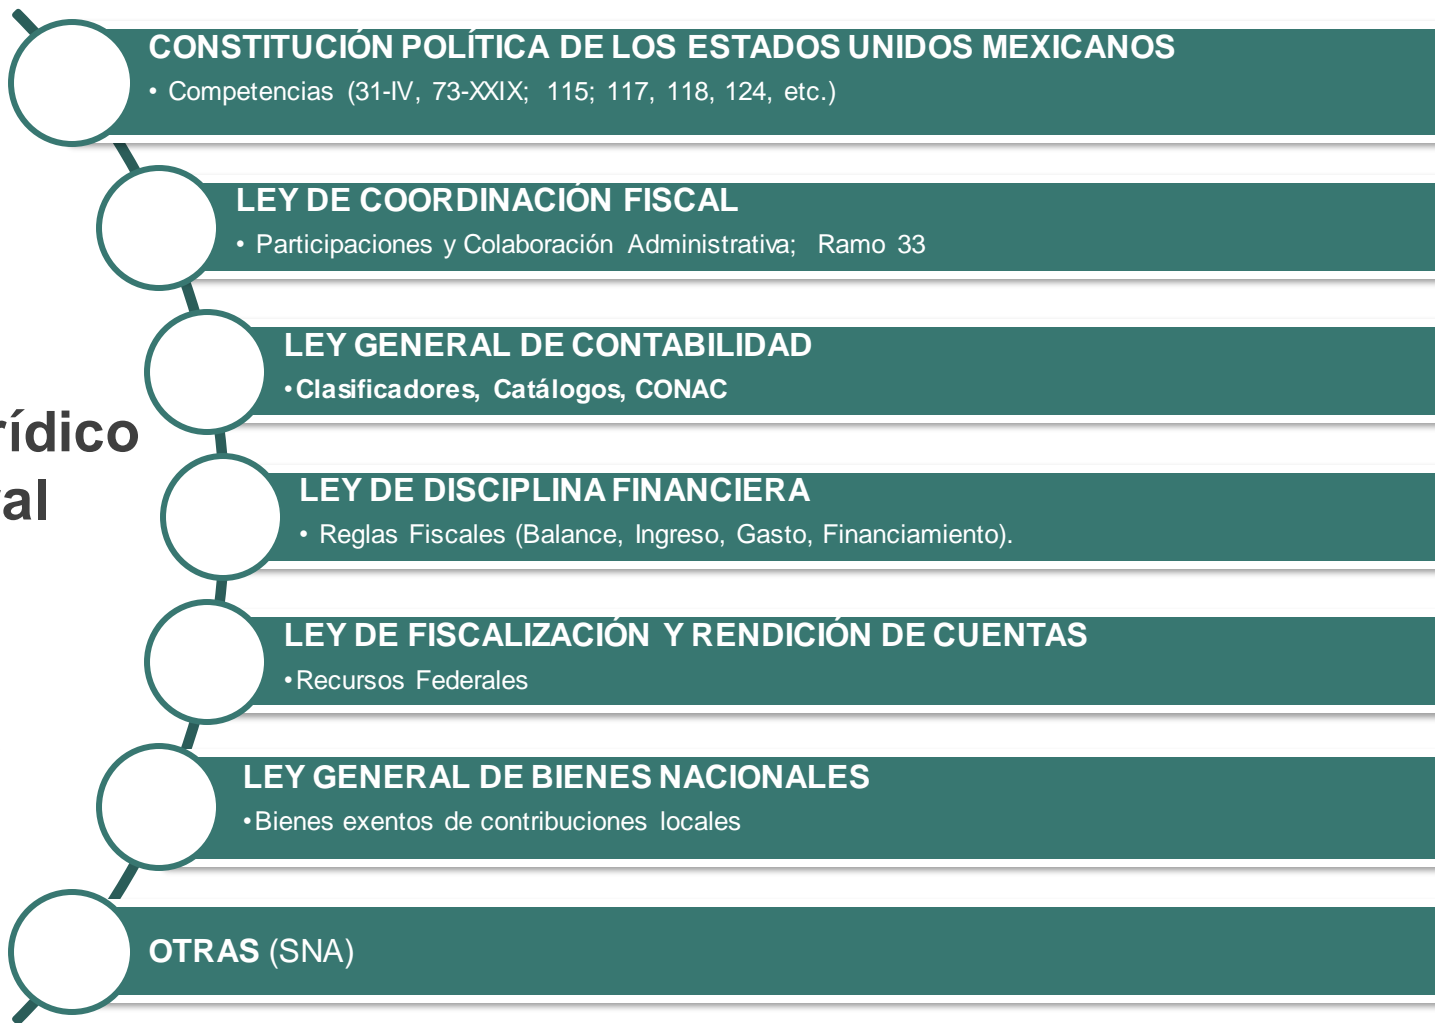 CONSTITUCIÓN POLÍTICA DE LOS ESTADOS UNIDOS MEXICANOS
• Competencias (31-IV, 73-XXIX; 115; 117, 118, 124, etc.)
LEY DE COORDINACIÓN FISCAL
• Participaciones y Colaboración Administrativa; Ramo 33
LEY GENERAL DE CONTABILIDAD
• Clasificadores, Catálogos, CONAC
rídico
al
LEY DE DISCIPLINA FINANCIERA
• Reglas Fiscales (Balance, Ingreso, Gasto, Financiamiento).
LEY DE FISCALIZACIÓN Y RENDICIÓN DE CUENTAS
• Recursos Federales
LEY GENERAL DE BIENES NACIONALES
• Bienes exentos de contribuciones locales
OTRAS (SNA)